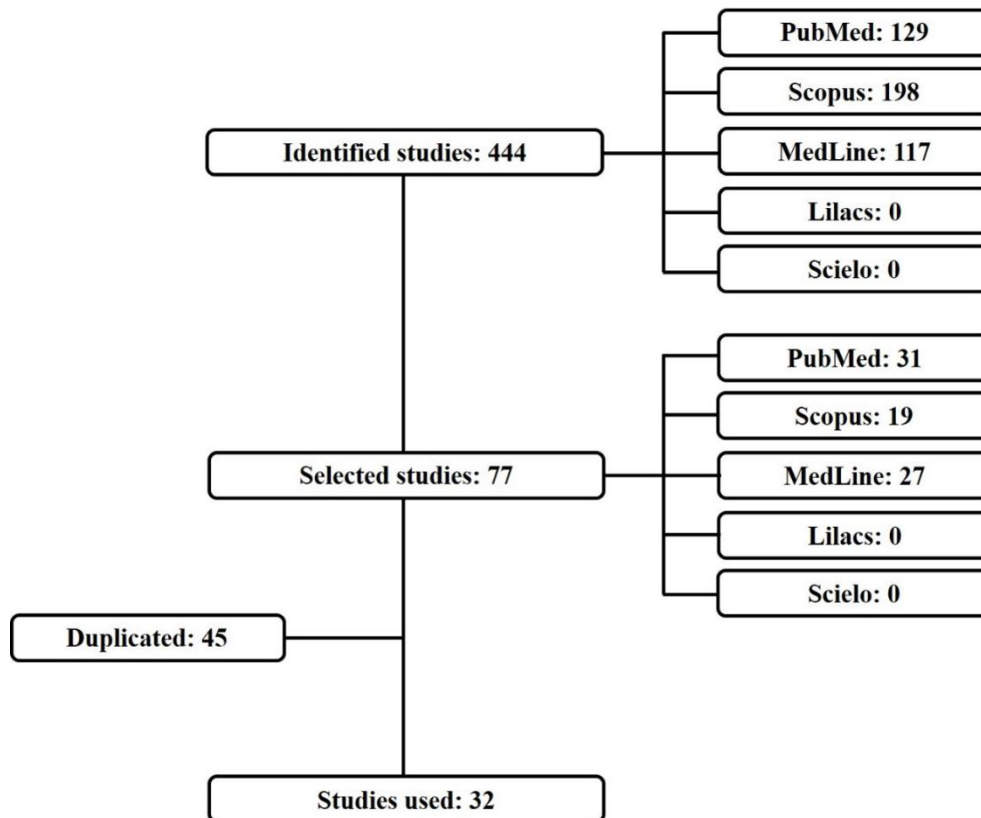 PubMed: 129
Scopus: 198
Identified studies: 444
MedLine: 117
Lilacs: 0
Scielo: 0
PubMed: 31
Scopus: 19
Selected studies: 77
MedLine: 27
Lilacs: 0
Scielo: 0
Duplicated: 45
Studies used: 32